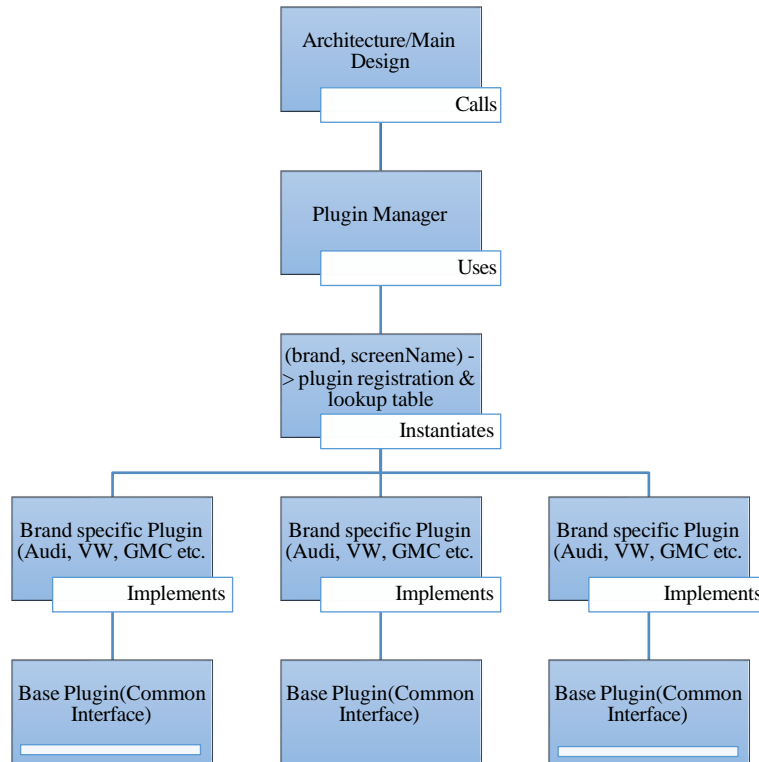 Architecture/Main
Design
Calls
Plugin Manager
Uses
(brand, screenName) -
> plugin registration &
lookup table
Instantiates
Brand specific Plugin
(Audi, VW, GMC etc.
Implements
Brand specific Plugin
(Audi, VW, GMC etc.
Implements
Brand specific Plugin
(Audi, VW, GMC etc.
Implements
Base Plugin(Common
Interface)
Base Plugin(Common
Interface)
Base Plugin(Common
Interface)